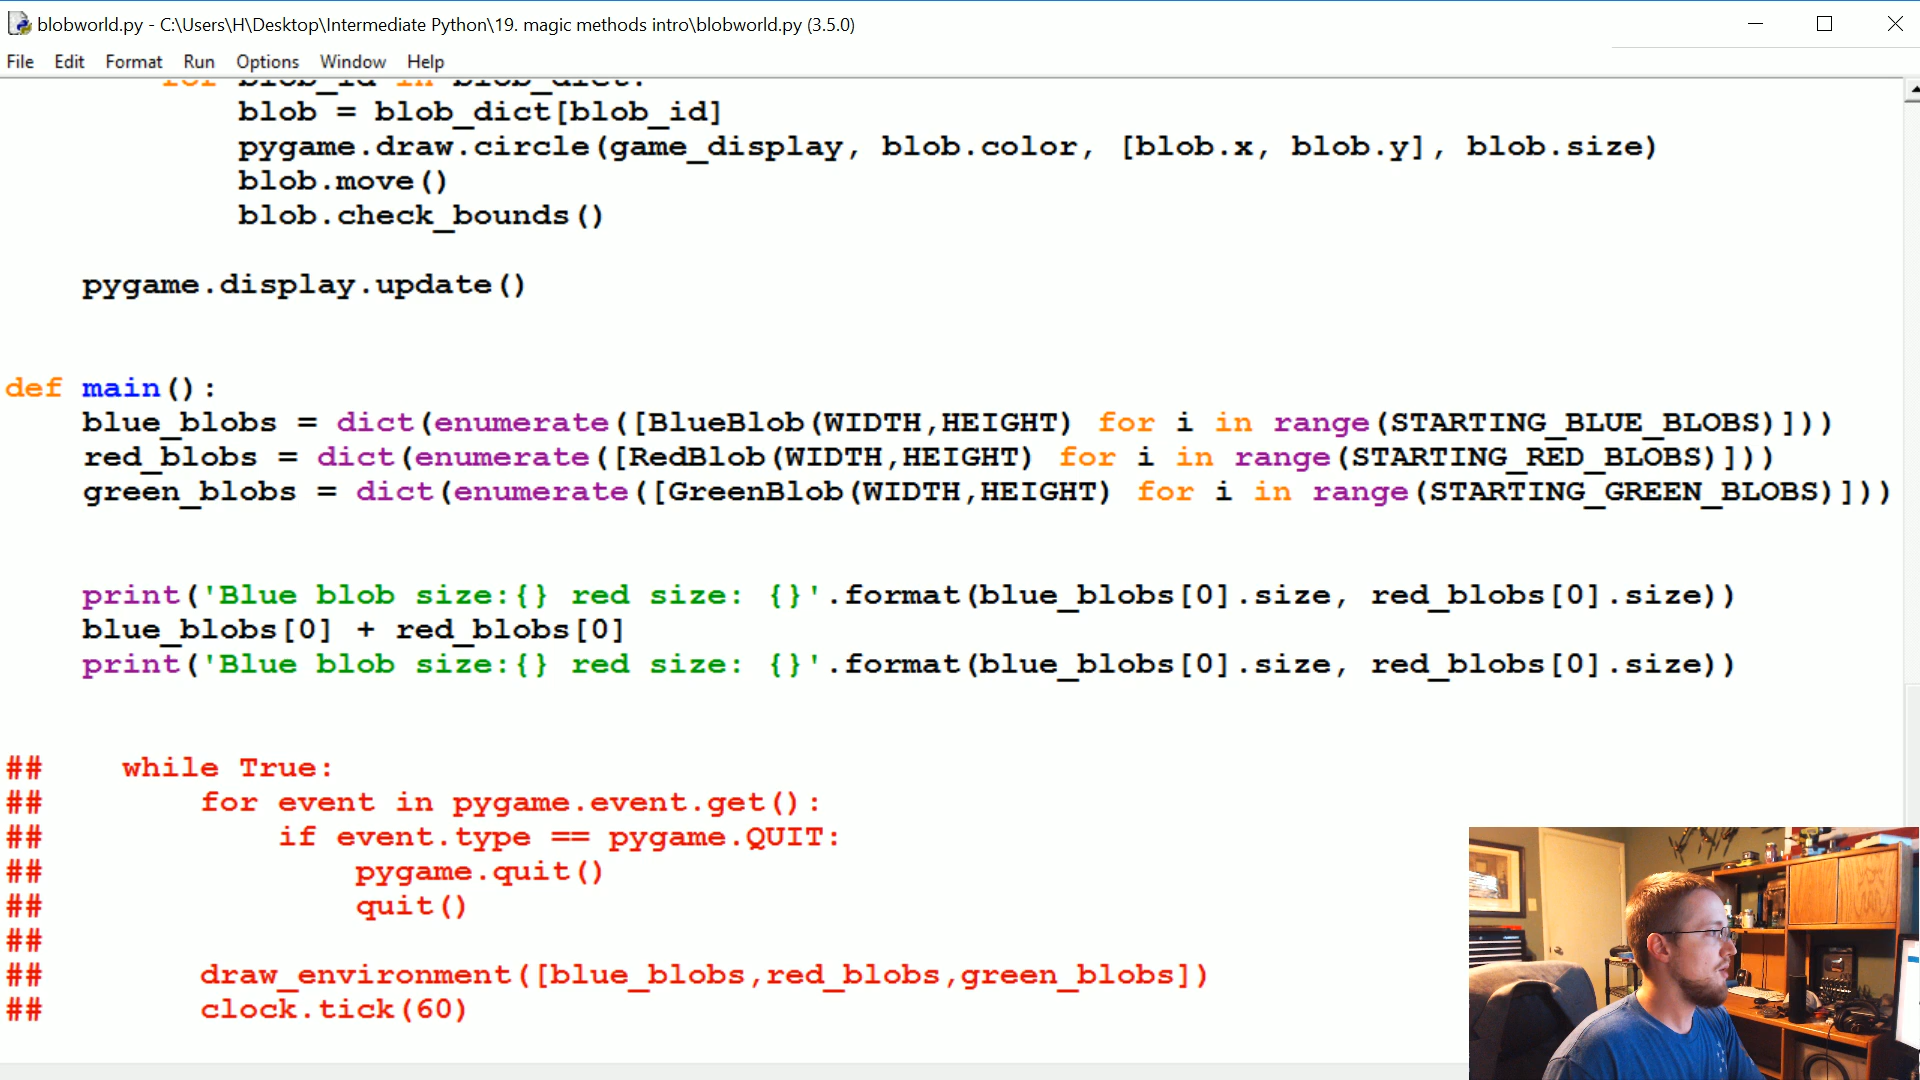 blobworld.py - C:\Users\H\Desktop\Intermediate Python\19. magic methods intro\blobworld.py (3.5.0)
File Edit Format Run Options Window Help
for blob_id in blob_dict:
blob = blob_dict[blob_id]
pygame.draw.circle(game_display, blob.color, [blob.x, blob.y], blob.size)
blob.move()
blob.check_bounds()
pygame.display.update()
def main():
blue_blobs = dict(enumerate([BlueBlob(WIDTH,HEIGHT) for i in range(STARTING_BLUE_BLOBS)]))
red_blobs = dict(enumerate([RedBlob(WIDTH,HEIGHT) for i in range(STARTING_RED_BLOBS)]))
green_blobs = dict(enumerate([GreenBlob(WIDTH,HEIGHT) for i in range(STARTING_GREEN_BLOBS)]))
print('Blue blob size:{} red size: {}'.format(blue_blobs[0].size, red_blobs[0].size))
blue_blobs[0] + red_blobs[0]
print('Blue blob size:{} red size: {}'.format(blue_blobs[0].size, red_blobs[0].size))
## while True:
## for event in pygame.event.get():
## if event.type == pygame.QUIT:
## pygame.quit()
## quit()
##
## draw_environment([blue_blobs,red_blobs,green_blobs])
## clock.tick(60)